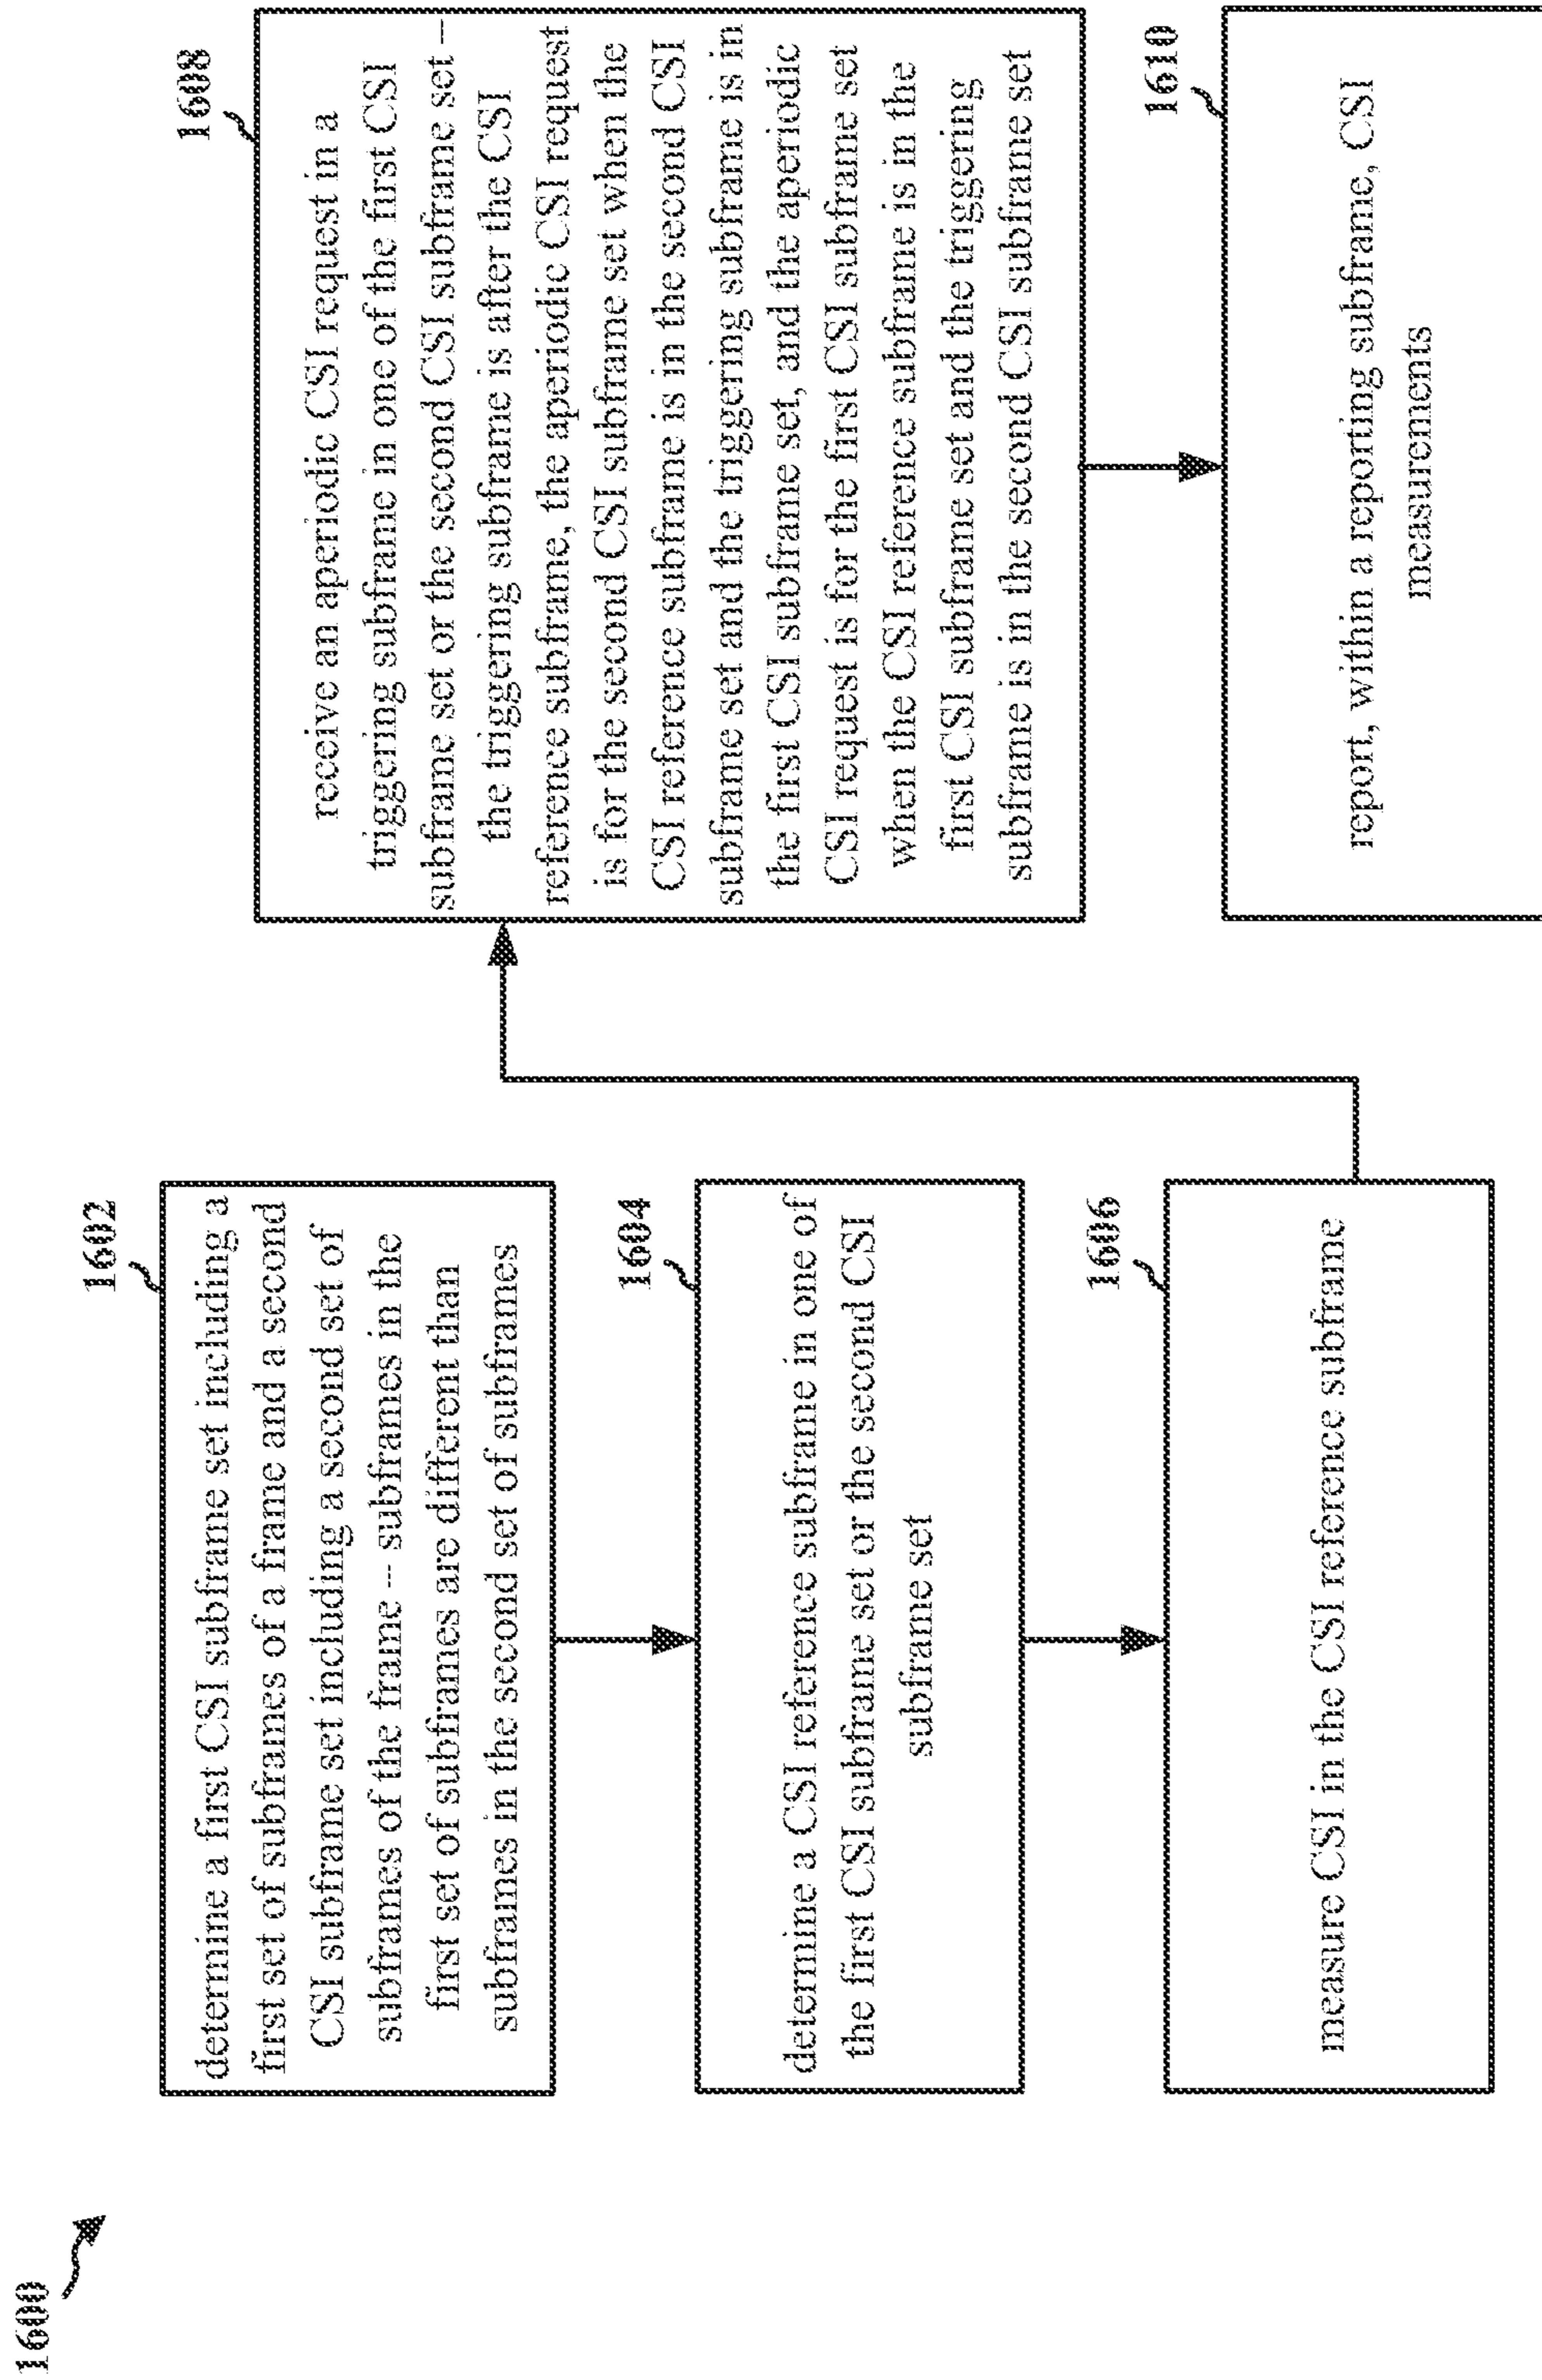 1600
1602
determine a first CSI subframe set including a
first set of subframes of a frame and a second
CSI subframe set including a second set of
subframes of the frame – subframes in the
first set of subframes are different than
subframes in the second set of subframes
1604
determine a CSI reference subframe in one of
the first CSI subframe set or the second CSI
subframe set
1606
measure CSI in the CSI reference subframe
1608
receive an aperiodic CSI request in a
triggering subframe in one of the first CSI
subframe set or the second CSI subframe set –
the triggering subframe is after the CSI
reference subframe, the aperiodic CSI request
is for the second CSI subframe set when the
CSI reference subframe is in the second CSI
subframe set and the triggering subframe is in
the first CSI subframe set, and the aperiodic
CSI request is for the first CSI subframe set
when the CSI reference subframe is in the
first CSI subframe set and the triggering
subframe is in the second CSI subframe set
1610
report, within a reporting subframe, CSI
measurements